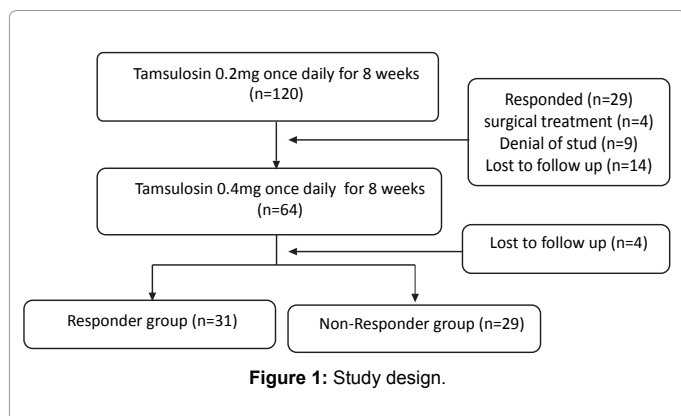 Tamsulosin 0.2mg once daily for 8 weeks
(n=120)
Responded (n=29)
surgical treatment (n=4)
Denial of stud (n=9)
Lost to follow up (n=14)
Tamsulosin 0.4mg once daily for 8 weeks
(n=64)
Lost to follow up (n=4)
Responder group (n=31)
Non-Responder group (n=29)
Figure 1: Study design.